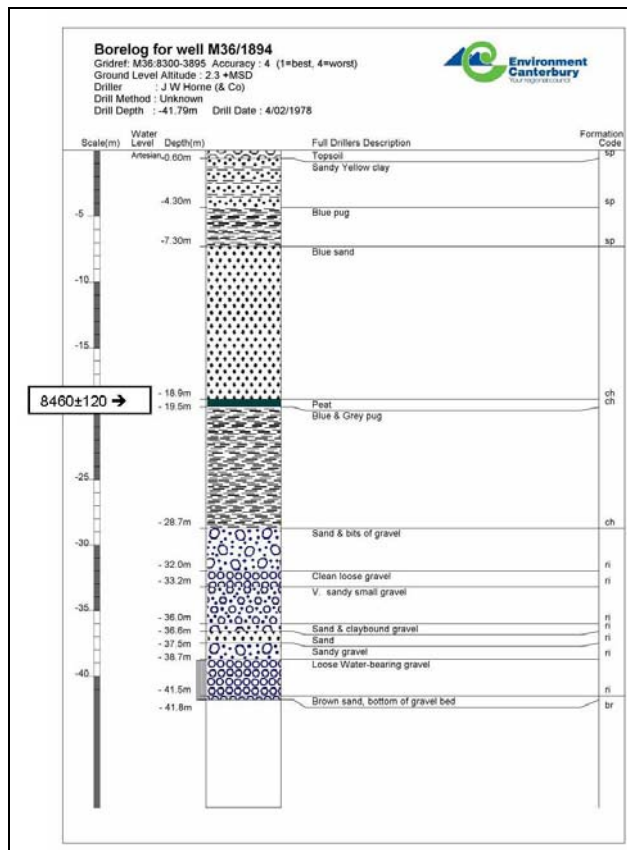 Borelog for well M36/1894
Gridref: M36:8300-3895 Accuracy : 4 (1=best, 4=worst)
Ground Level Altitude : 2.3 +MSD
Driller : J W Horne (& Co)
Drill Method : Unknown
Drill Depth : -41.79m Drill Date : 4/02/1978
Environment
Canterbury
Your regional council
Scale(m) Water Level Depth(m) Full Drillers Description Formation Code
Artesian -0.60m Topsoil sp
Sandy Yellow clay
-4.30m sp
-5 Blue pug
-7.30m sp
Blue sand
-10
-15
-18.9m ch
8460±120 → -19.5m Peat ch
Blue & Grey pug
-25
-28.7m ch
Sand & bits of gravel
-30
-32.0m ri
Clean loose gravel
-33.2m ri
V. sandy small gravel
-35
-36.0m ri
-36.6m Sand & claybound gravel ri
-37.5m Sand ri
Sandy gravel
-38.7m ri
Loose Water-bearing gravel
-40
-41.5m ri
Brown sand, bottom of gravel bed
-41.8m br